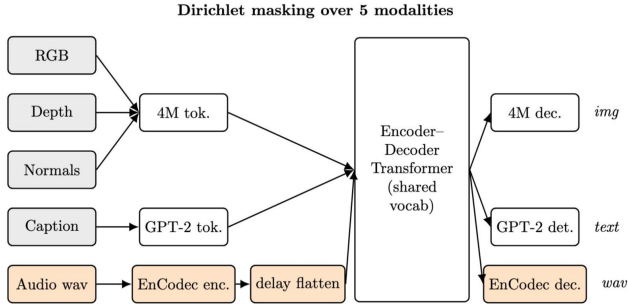 Dirichlet masking over 5 modalities
RGB
Depth
4M tok.
Normals
Caption
GPT-2 tok.
Audio wav
EnCodec enc.
delay flatten
Encoder–
Decoder
Transformer
(shared
vocab)
4M dec.
img
GPT-2 det.
text
EnCodec dec.
wav